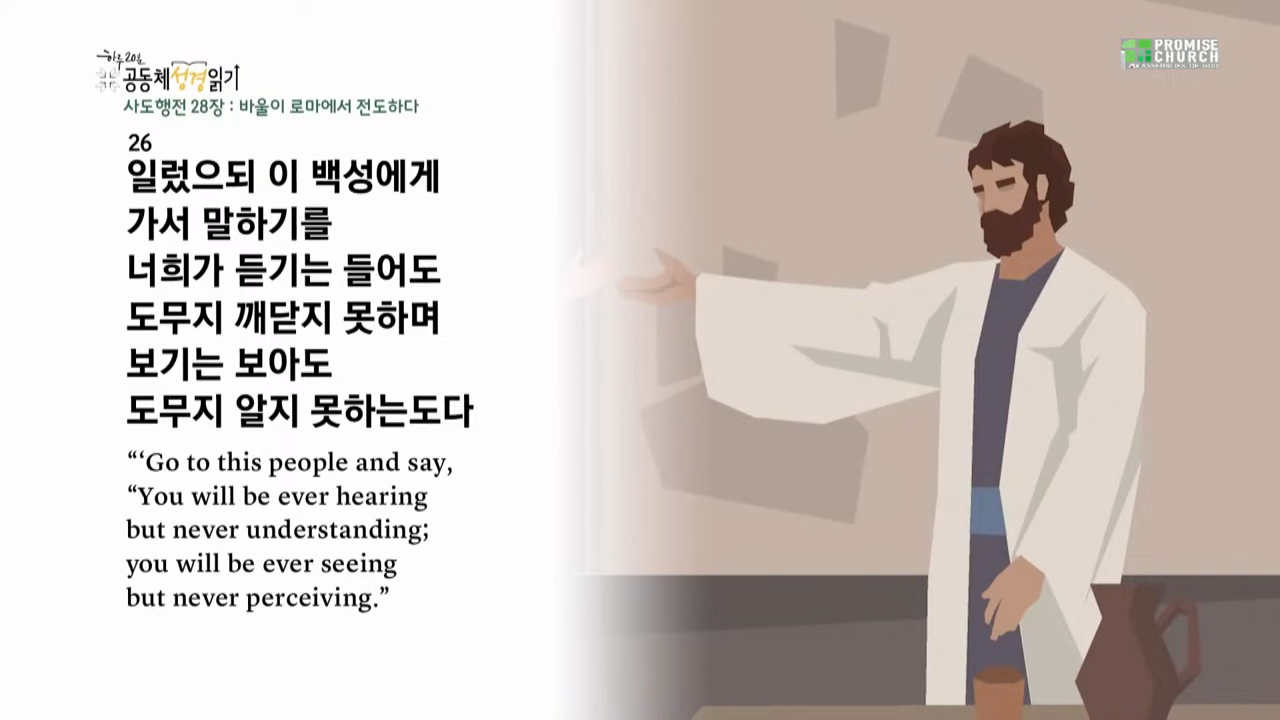 하루20분
공동체성경읽기
사도행전 28장 : 바울이 로마에서 전도하다
PROMISE
CHURCH
26
일렀으되 이 백성에게
가서 말하기를
너희가 듣기는 들어도
도무지 깨닫지 못하며
보기는 보아도
도무지 알지 못하는도다
“‘Go to this people and say,
“You will be ever hearing
but never understanding;
you will be ever seeing
but never perceiving.”